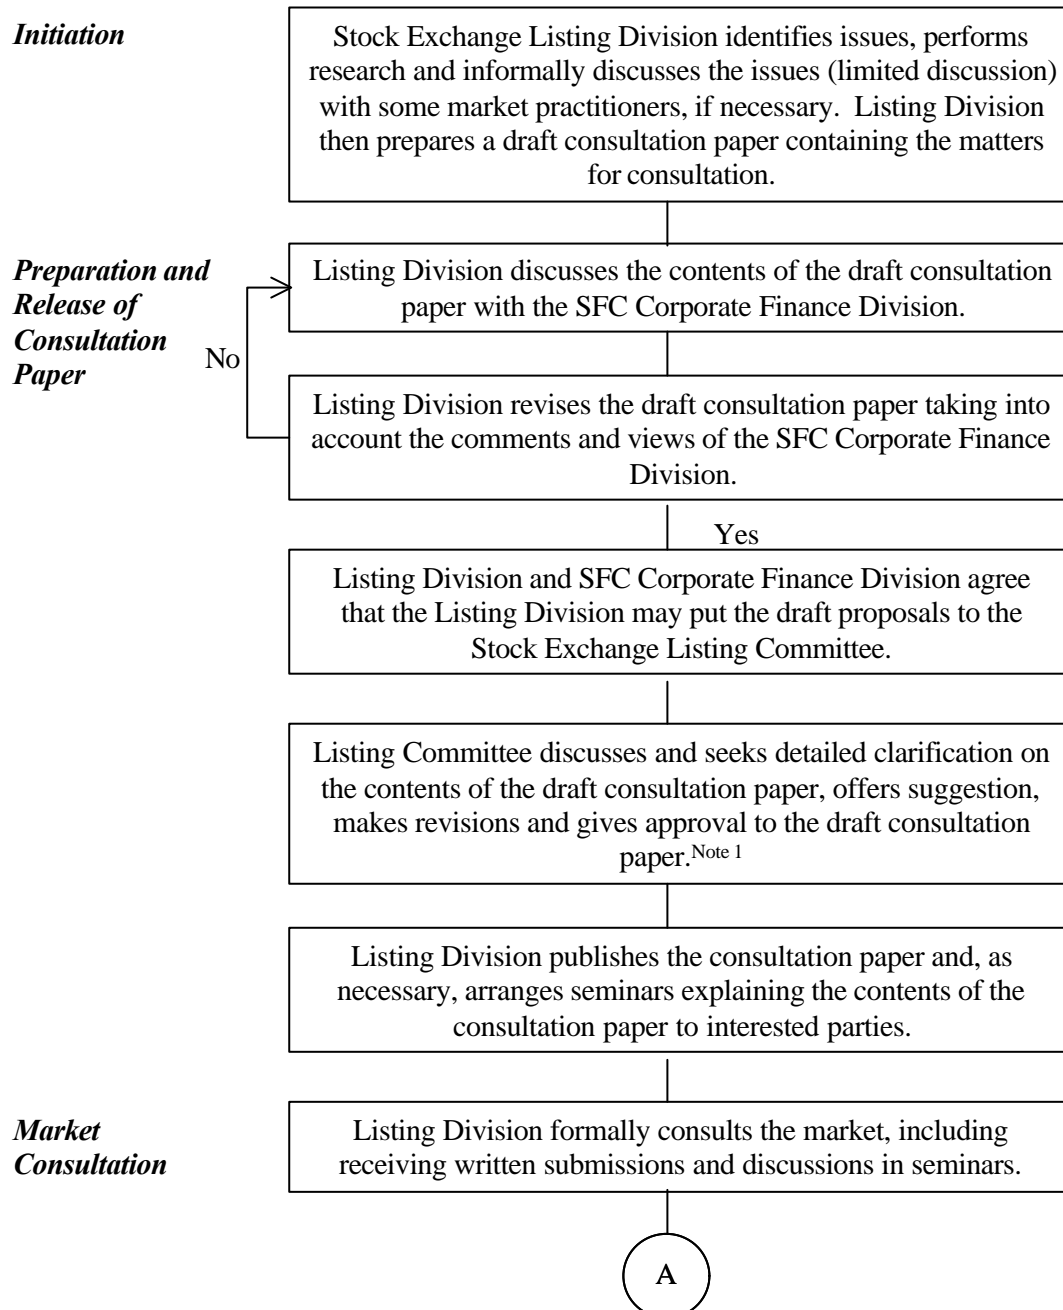 Initiation
Stock Exchange Listing Division identifies issues, performs
research and informally discusses the issues (limited discussion)
with some market practitioners, if necessary.  Listing Division
then prepares a draft consultation paper containing the matters
for consultation.
Preparation and
Release of
Consultation
Paper
Listing Division discusses the contents of the draft consultation
paper with the SFC Corporate Finance Division.
No
Listing Division revises the draft consultation paper taking into
account the comments and views of the SFC Corporate Finance
Division.
Yes
Listing Division and SFC Corporate Finance Division agree
that the Listing Division may put the draft proposals to the
Stock Exchange Listing Committee.
Listing Committee discusses and seeks detailed clarification on
the contents of the draft consultation paper, offers suggestion,
makes revisions and gives approval to the draft consultation
paper.Note 1
Listing Division publishes the consultation paper and, as
necessary, arranges seminars explaining the contents of the
consultation paper to interested parties.
Market
Consultation
Listing Division formally consults the market, including
receiving written submissions and discussions in seminars.
A